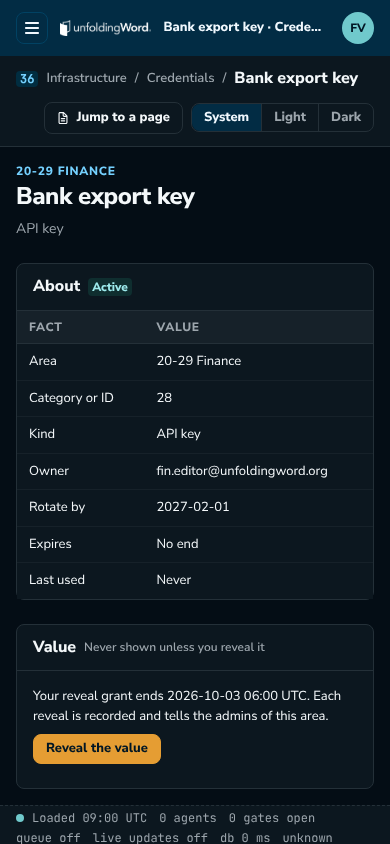 unfoldingWord. Bank export key · Crede... FV
36 Infrastructure / Credentials / Bank export key
Jump to a page System Light Dark
20-29 FINANCE
Bank export key
API key
About Active
FACT VALUE
Area 20-29 Finance
Category or ID 28
Kind API key
Owner fin.editor@unfoldingword.org
Rotate by 2027-02-01
Expires No end
Last used Never
Value Never shown unless you reveal it
Your reveal grant ends 2026-10-03 06:00 UTC. Each
reveal is recorded and tells the admins of this area.
Reveal the value
Loaded 09:00 UTC 0 agents 0 gates open
queue off live updates off db 0 ms unknown